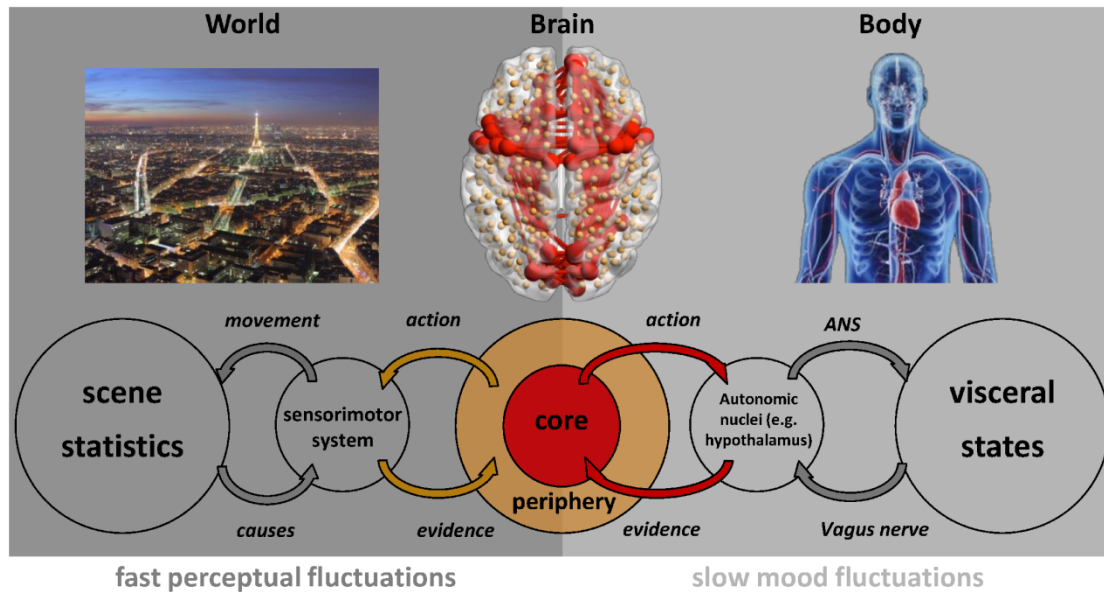 World
Brain
Body
movement
action
action
ANS
scene
statistics
sensorimotor
system
core
periphery
Autonomic
nuclei (e.g.
hypothalamus)
visceral
states
causes
evidence
evidence
Vagus nerve
fast perceptual fluctuations
slow mood fluctuations